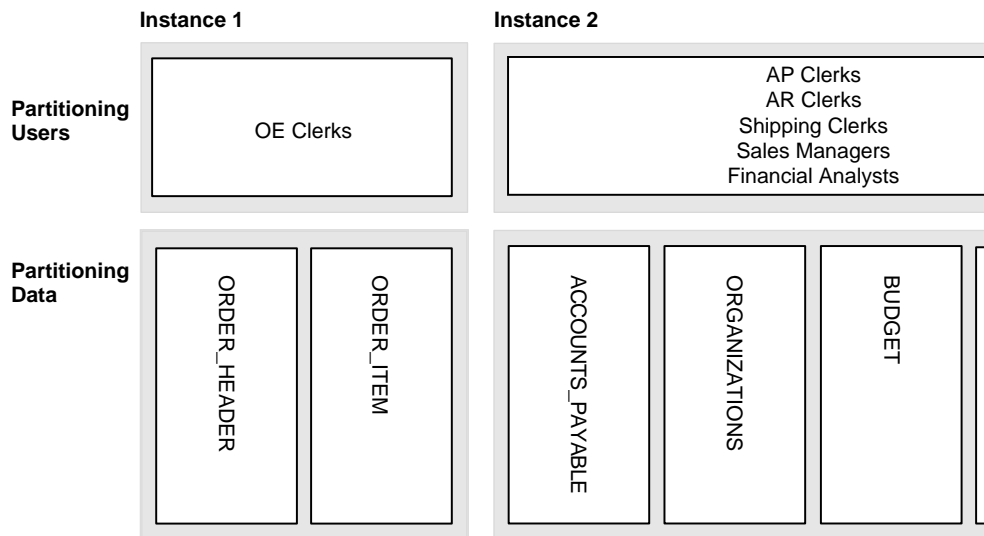 Instance 1
Instance 2
Partitioning
Users
OE Clerks
AP Clerks
AR Clerks
Shipping Clerks
Sales Managers
Financial Analysts
Partitioning
Data
ORDER_HEADER
ORDER_ITEM
ACCOUNTS_PAYABLE
ORGANIZATIONS
BUDGET